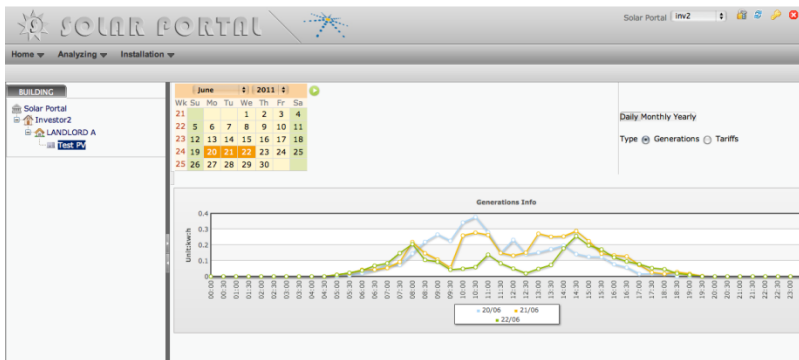 SOLAR PORTAL
Solar Portal inv2
Home Analyzing Installation
BUILDING
Solar Portal
Investor2
LANDLORD A
Test PV
June 2011
Wk Su Mo Tu We Th Fr Sa
21 1 2 3 4
22 5 6 7 8 9 10 11
23 12 13 14 15 16 17 18
24 19 20 21 22 23 24 25
25 26 27 28 29 30
Daily Monthly Yearly
Type Generations Tariffs
Generations Info
Unit:kwh
0.4
0.3
0.2
0.1
0
00:00 00:30 01:00 01:30 02:00 02:30 03:00 03:30 04:00 04:30 05:00 05:30 06:00 06:30 07:00 07:30 08:00 08:30 09:00 09:30 10:00 10:30 11:00 11:30 12:00 12:30 13:00 13:30 14:00 14:30 15:00 15:30 16:00 16:30 17:00 17:30 18:00 18:30 19:00 19:30 20:00 20:30 21:00 21:30 22:00 22:30 23:00
20/06 21/06
22/06